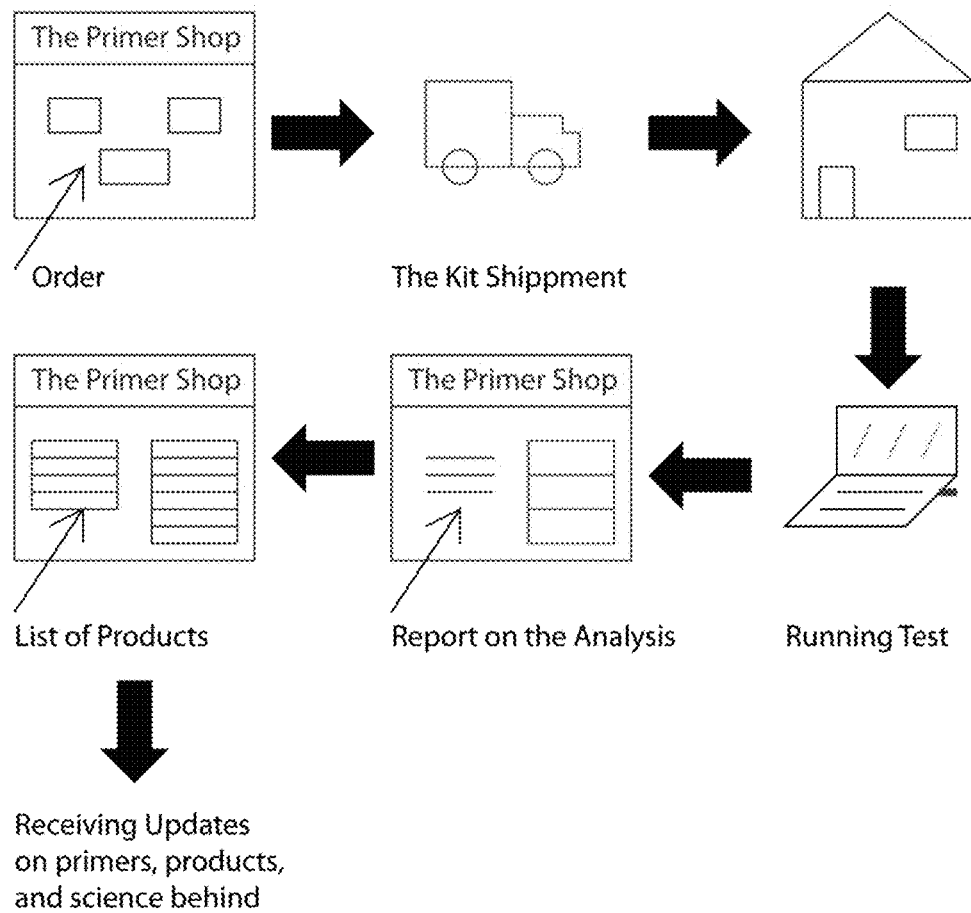 The Primer Shop
Order
The Kit Shippment
The Primer Shop
The Primer Shop
List of Products
Report on the Analysis
Running Test
Receiving Updates
on primers, products,
and science behind